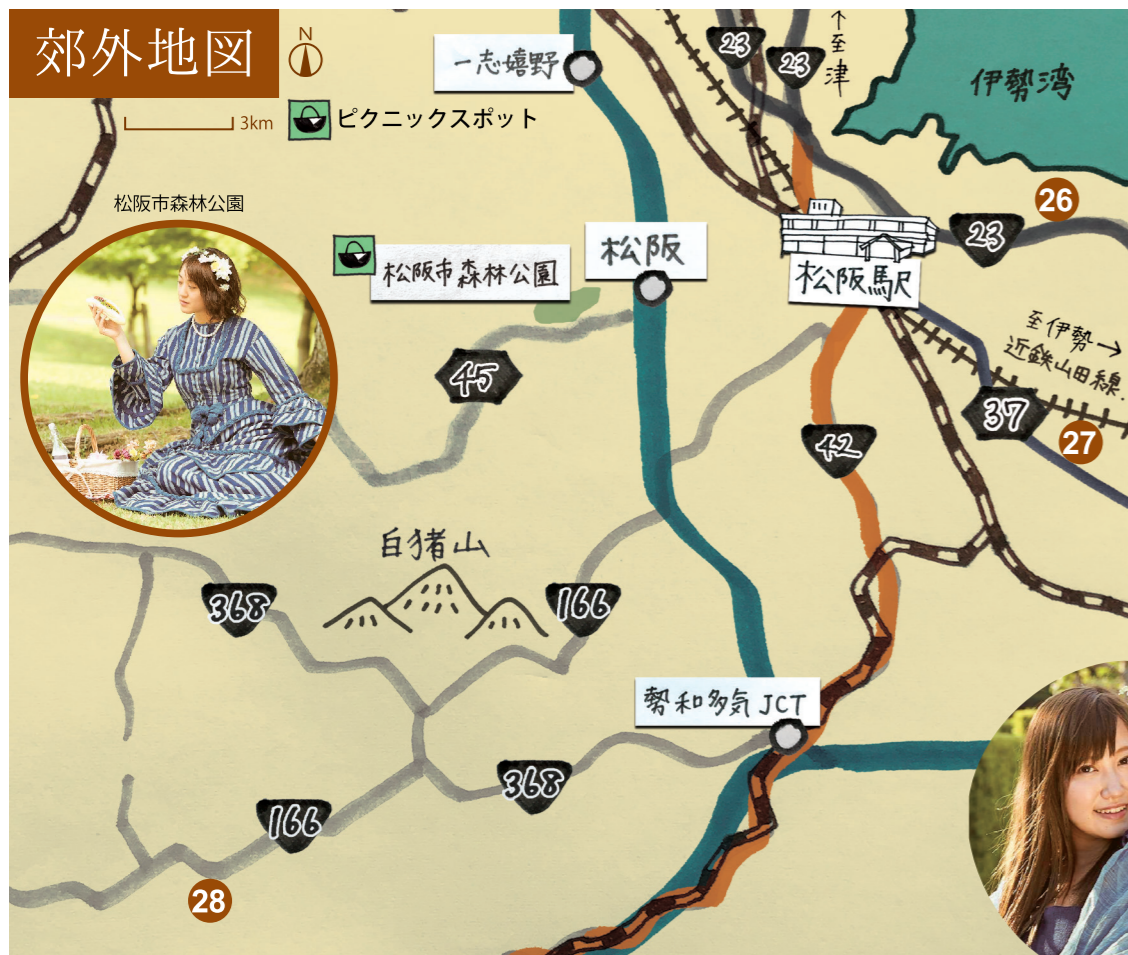 郊外地図
N
3km
ピクニックスポット
一志嬉野
23
23
↑至津
伊勢湾
26
松阪市森林公園
23
松阪市森林公園
松阪
松阪駅
至伊勢→
近鉄山田線.
45
37
42
27
白猪山
368
166
勢和多気JCT
368
166
28